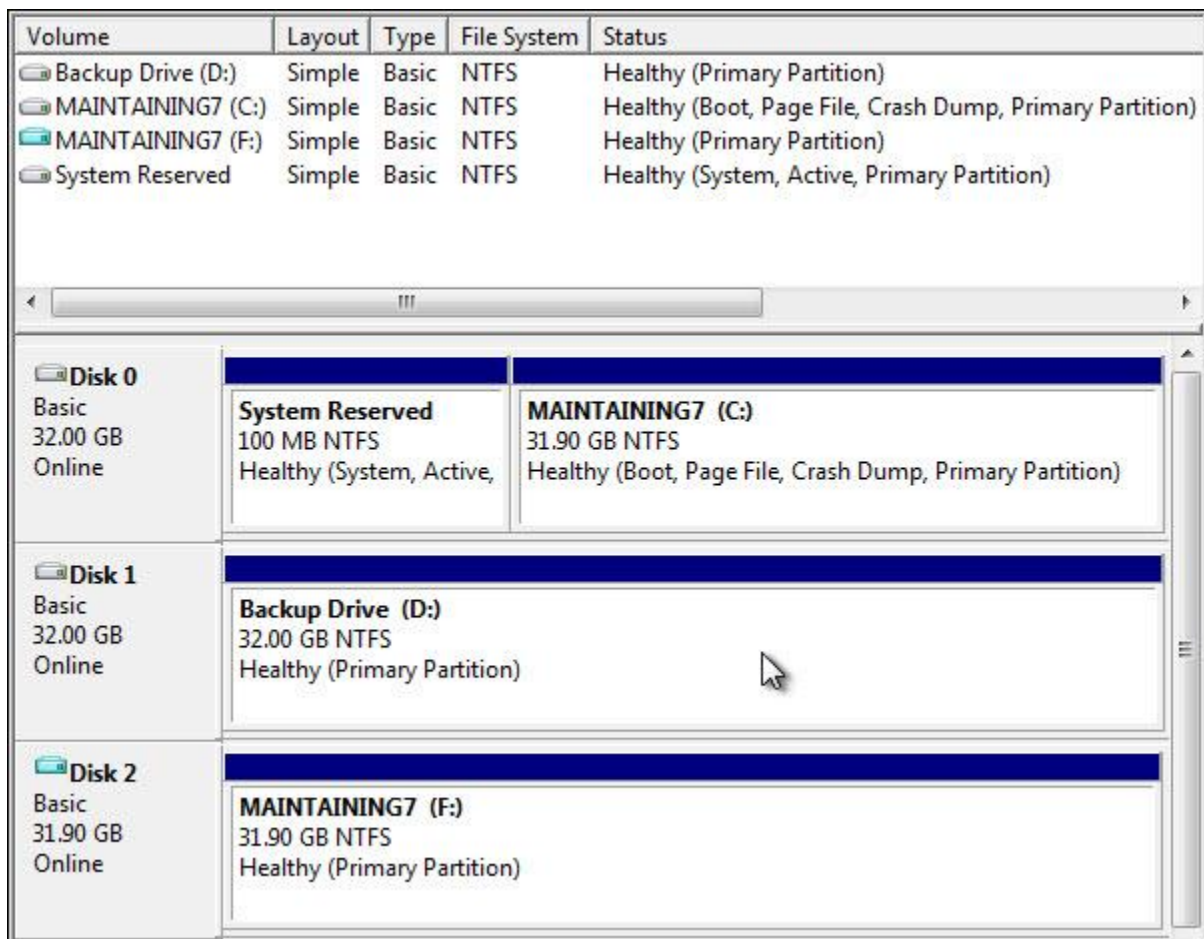 Volume Layout Type File System Status
Backup Drive (D:) Simple Basic NTFS Healthy (Primary Partition)
MAINTAINING7 (C:) Simple Basic NTFS Healthy (Boot, Page File, Crash Dump, Primary Partition)
MAINTAINING7 (F:) Simple Basic NTFS Healthy (Primary Partition)
System Reserved Simple Basic NTFS Healthy (System, Active, Primary Partition)
Disk 0
Basic
32.00 GB
Online
System Reserved
100 MB NTFS
Healthy (System, Active,
MAINTAINING7 (C:)
31.90 GB NTFS
Healthy (Boot, Page File, Crash Dump, Primary Partition)
Disk 1
Basic
32.00 GB
Online
Backup Drive (D:)
32.00 GB NTFS
Healthy (Primary Partition)
Disk 2
Basic
31.90 GB
Online
MAINTAINING7 (F:)
31.90 GB NTFS
Healthy (Primary Partition)